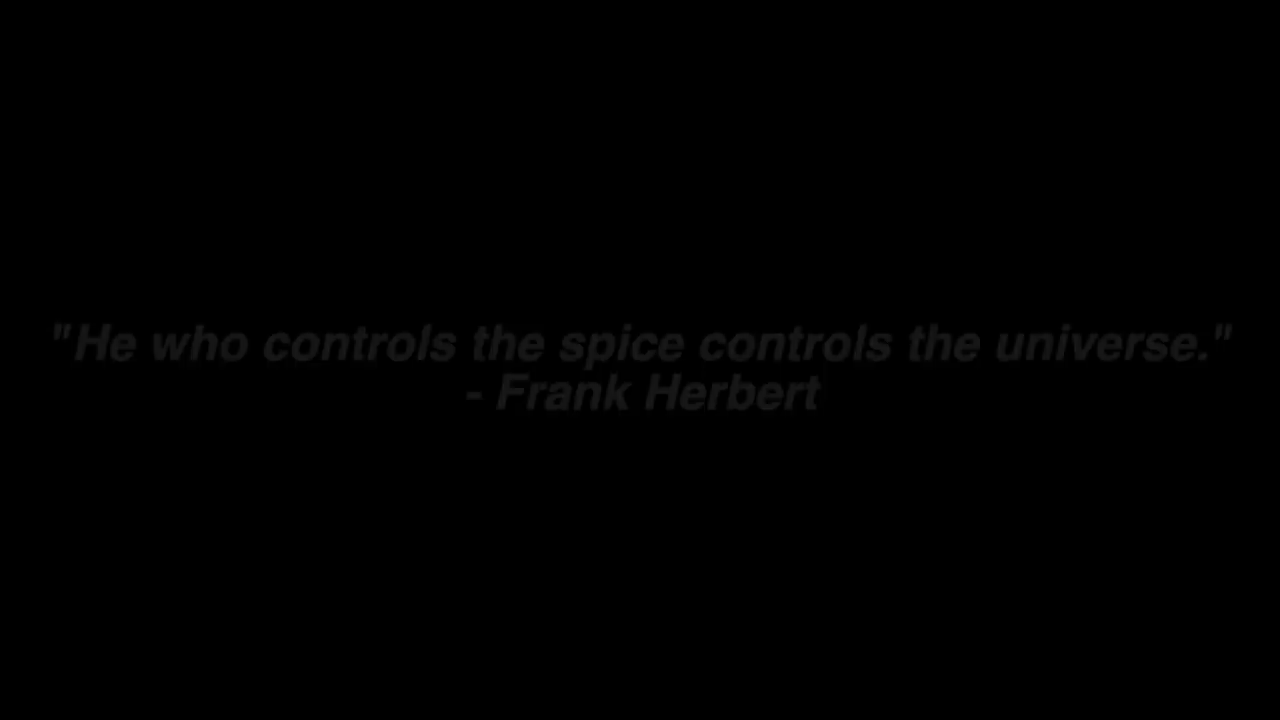 "He who controls the spice controls the universe."
- Frank Herbert